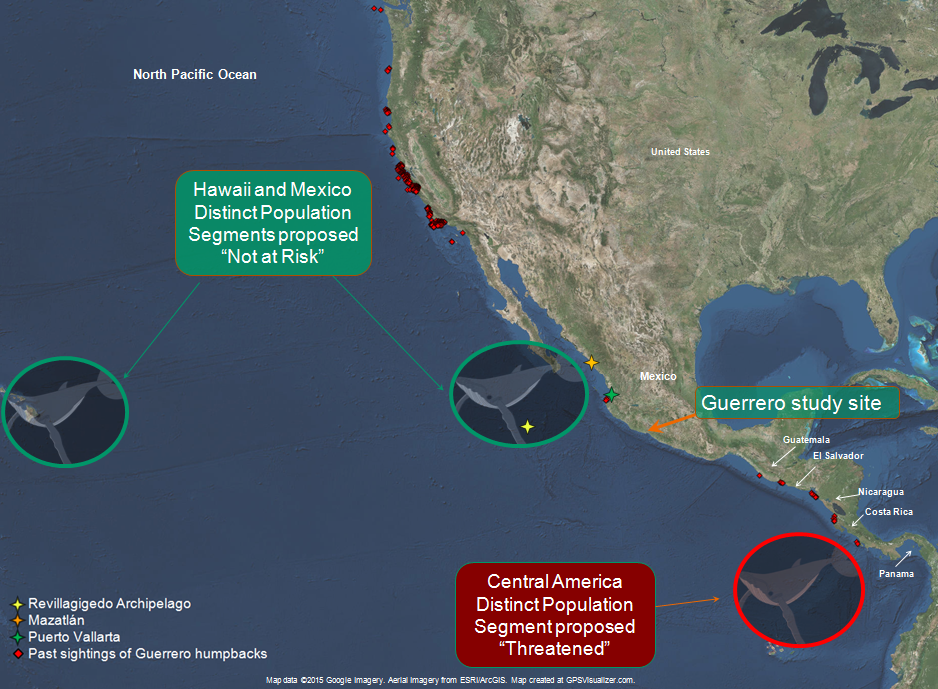 North Pacific Ocean
United States
Hawaii and Mexico
Distinct Population
Segments proposed
“Not at Risk”
Mexico
Guerrero study site
Guatemala
El Salvador
Nicaragua
Costa Rica
Panama
Central America
Distinct Population
Segment proposed
“Threatened”
Revillagigedo Archipelago
Mazatlán
Puerto Vallarta
Past sightings of Guerrero humpbacks
Map data ©2015 Google Imagery. Aerial Imagery from ESRI/ArcGIS. Map created at GPSVisualizer.com.